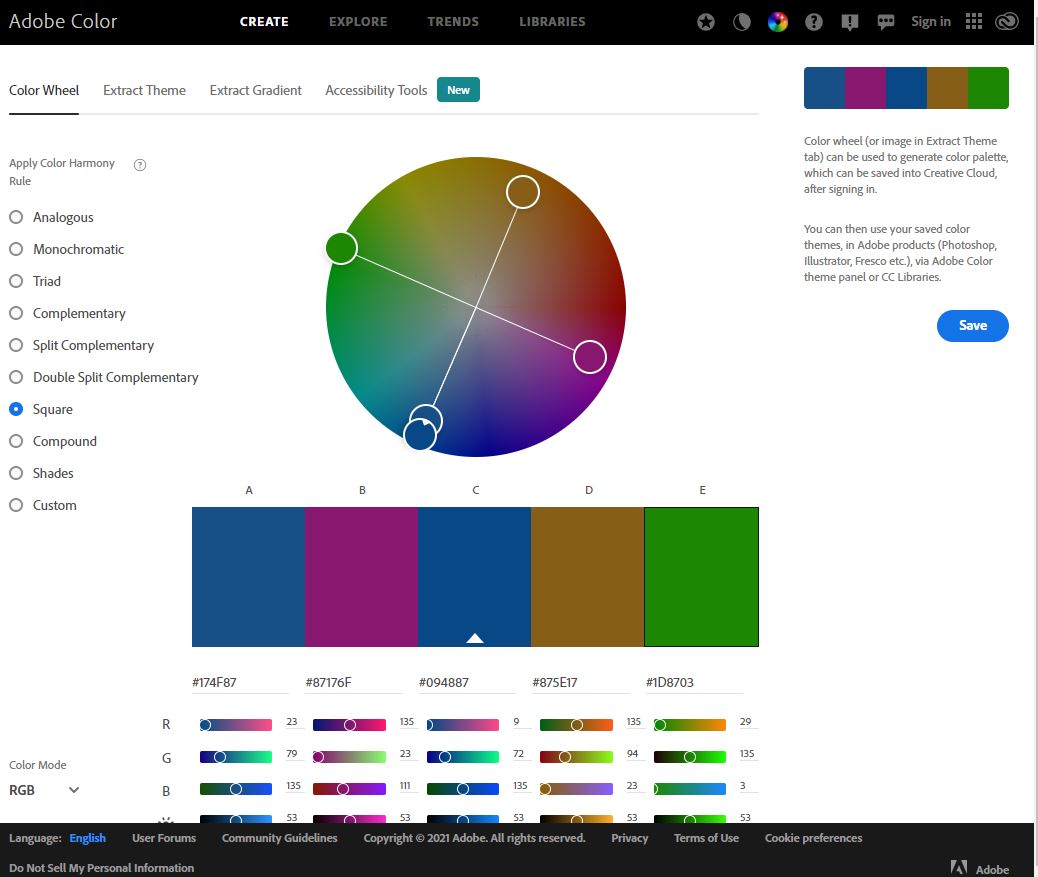 Adobe Color
CREATE EXPLORE TRENDS LIBRARIES
Sign in
Color Wheel Extract Theme Extract Gradient Accessibility Tools New
Apply Color Harmony
Rule
?
Analogous
Monochromatic
Triad
Complementary
Split Complementary
Double Split Complementary
Square
Compound
Shades
Custom
Color wheel (or image in Extract Theme
tab) can be used to generate color palette,
which can be saved into Creative Cloud,
after signing in.
You can then use your saved color
themes, in Adobe products (Photoshop,
Illustrator, Fresco etc.), via Adobe Color
theme panel or CC Libraries.
Save
A B C D E
#174F87 #87176F #094887 #875E17 #1D8703
R 23 135 9 135 29
G 79 23 72 94 135
B 135 111 135 23 3
53 53 53 53 53
Color Mode
RGB
Language: English User Forums Community Guidelines Copyright © 2021 Adobe. All rights reserved. Privacy Terms of Use Cookie preferences
Do Not Sell My Personal Information
Adobe